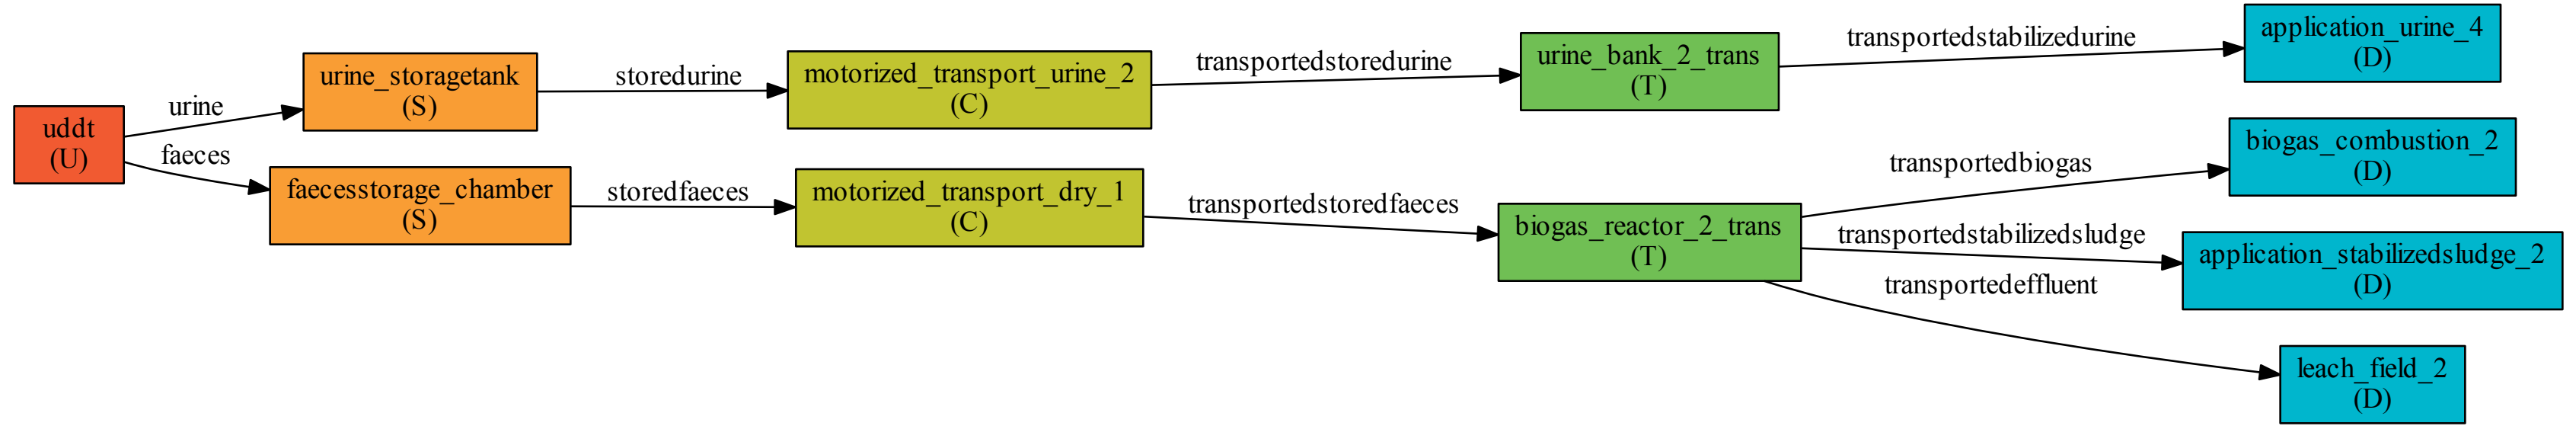 uddt
(U)
urine
faeces
urine_storagetank
(S)
faecesstorage_chamber
(S)
storedurine
storedfaeces
motorized_transport_urine_2
(C)
motorized_transport_dry_1
(C)
transportedstoredurine
transportedstoredfaeces
urine_bank_2_trans
(T)
biogas_reactor_2_trans
(T)
transportedstabilizedurine
transportedbiogas
transportedstabilizedsludge
transportedeffluent
application_urine_4
(D)
biogas_combustion_2
(D)
application_stabilizedsludge_2
(D)
leach_field_2
(D)